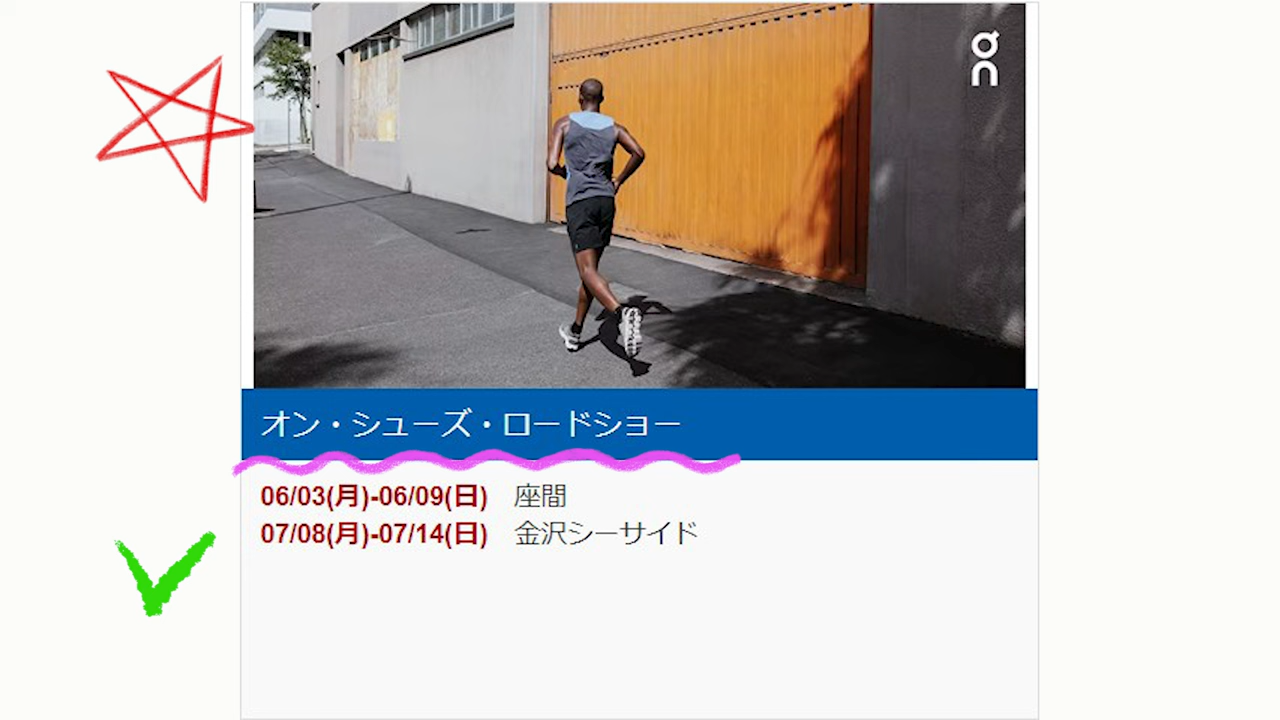 on
オン・シューズ・ロードショー
06/03(月)-06/09(日) 座間
07/08(月)-07/14(日) 金沢シーサイド